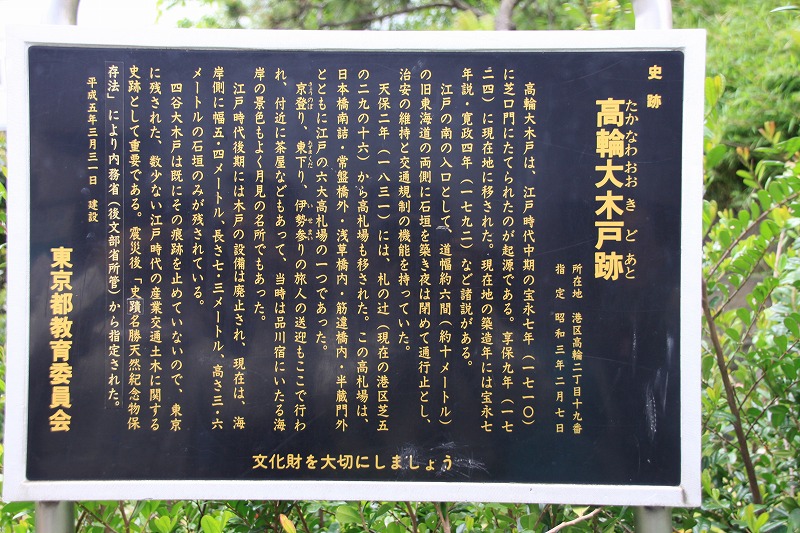 史跡
高輪大木戸跡
たかなわおおきどあと
所在地 港区高輪二丁目十九番
指定 昭和三年二月七日
高輪大木戸は、江戸時代中期の宝永七年（一七一〇）
に芝口門にたてられたのが起源である。享保九年（一七
二四）に現在地に移された。現在地の築造年には宝永七
年説・寛政四年（一七九二）など諸説がある。
江戸の南の入口として、道幅約六間（約十メートル）
の旧東海道の両側に石垣を築き夜は閉めて通行止とし、
治安の維持と交通規制の機能を持っていた。
天保二年（一八三一）には、札の辻（現在の港区芝五
の二九の十六）から高札場も移された。この高札場は、
日本橋南詰・常盤橋外・浅草橋内・筋違橋内・半蔵門外
とともに江戸の六大高札場の一つであった。
京登り、東下り、伊勢参りの旅人の送迎もここで行わ
きょうのぼ あずまくだ いせまい
れ、付近に茶屋などもあって、当時は品川宿にいたる海
岸の景色もよく月見の名所でもあった。
江戸時代後期には木戸の設備は廃止され、現在は、海
岸側に幅五・四メートル、長さ七・三メートル、高さ三・六
メートルの石垣のみが残されている。
四谷大木戸は既にその痕跡を止めていないので、東京
に残された、数少ない江戸時代の産業交通土木に関する
史跡として重要である。震災後「史蹟名勝天然紀念物保
存法」により内務省（後文部省所管）から指定された。
平成五年三月三一日 建設
東京都教育委員会
文化財を大切にしましょう